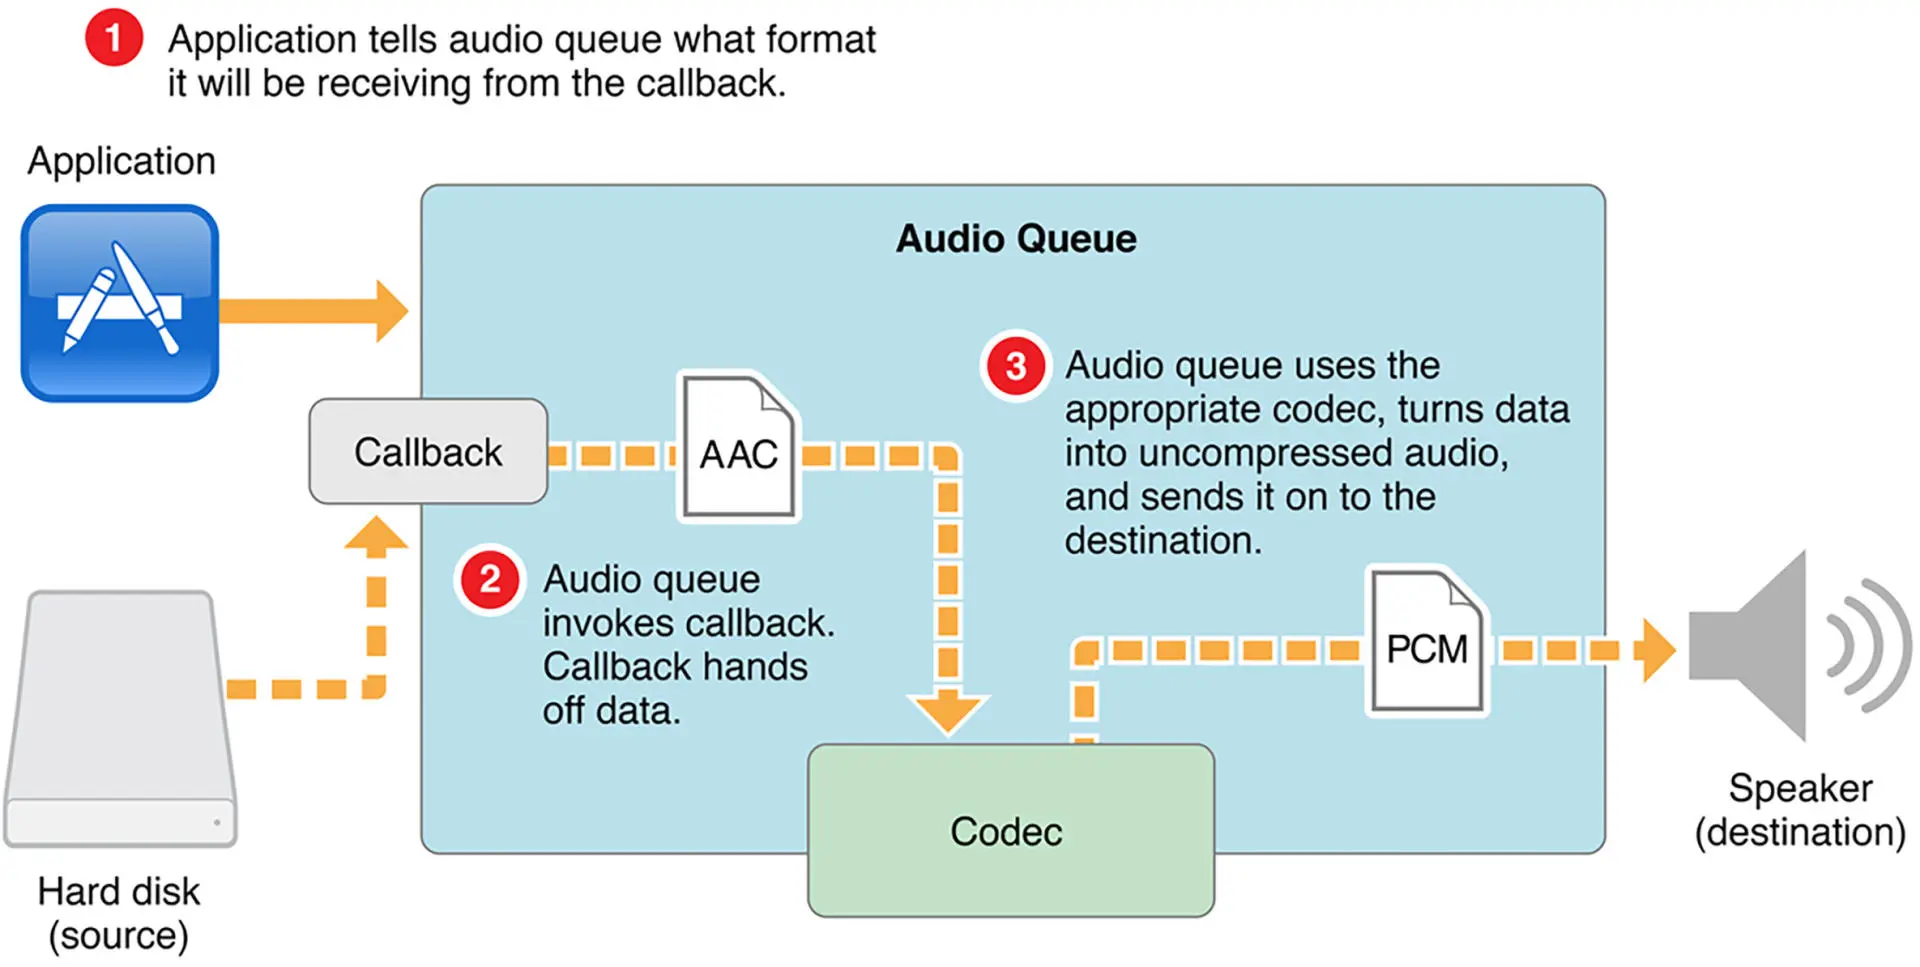 1 Application tells audio queue what format
it will be receiving from the callback.
Application
Audio Queue
Callback
AAC
3 Audio queue uses the
appropriate codec, turns data
into uncompressed audio,
and sends it on to the
destination.
2 Audio queue
invokes callback.
Callback hands
off data.
PCM
Codec
Speaker
(destination)
Hard disk
(source)